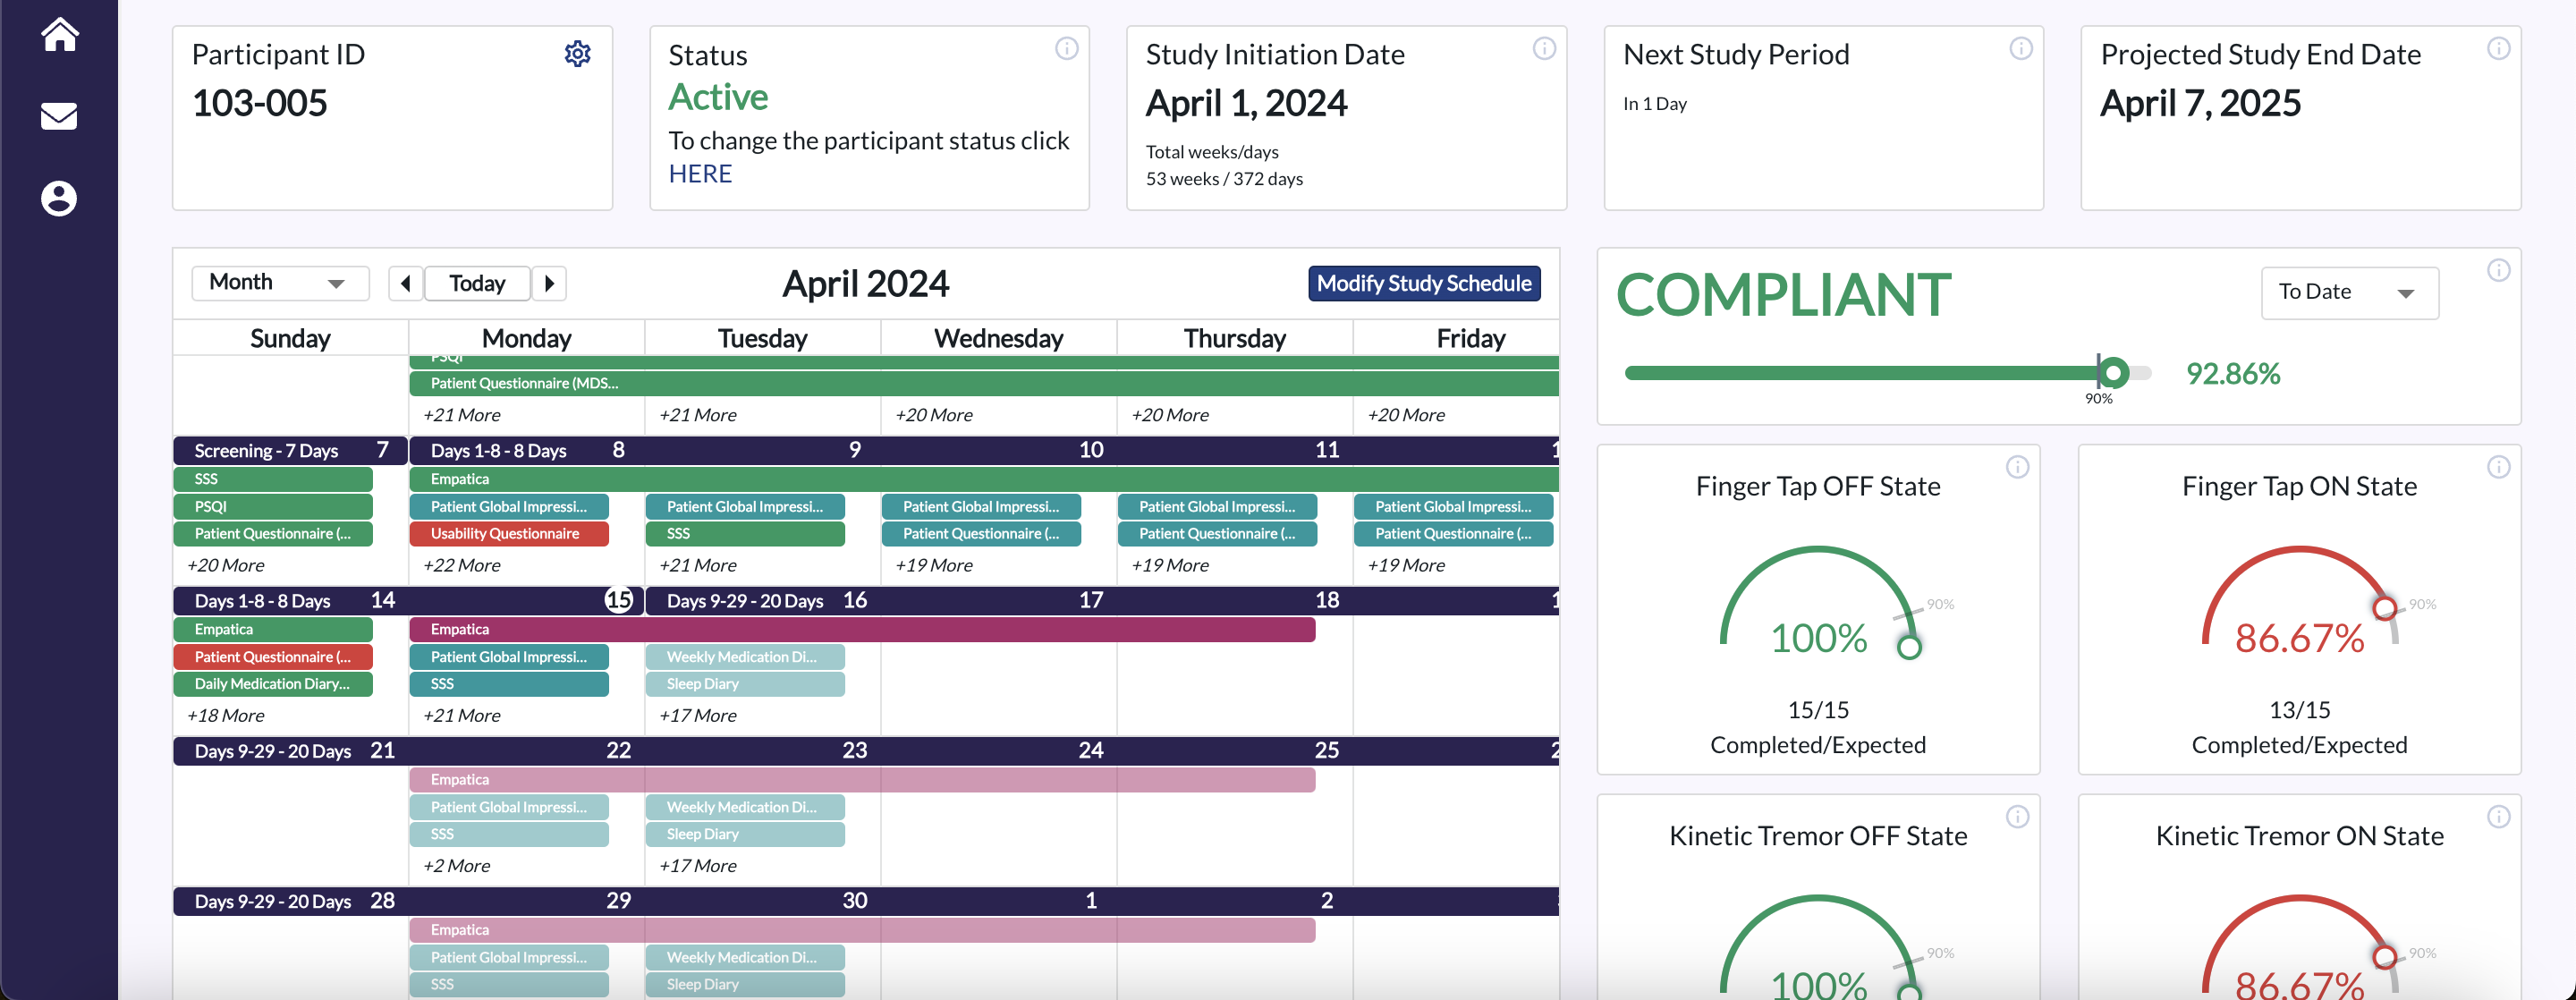 Participant ID
103-005
Status
Active
To change the participant status click
HERE
Study Initiation Date
April 1, 2024
Total weeks/days
53 weeks / 372 days
Next Study Period
In 1 Day
Projected Study End Date
April 7, 2025
Month
Today
April 2024
Modify Study Schedule
Sunday Monday Tuesday Wednesday Thursday Friday
PSQI
Patient Questionnaire (MDS...
+21 More +21 More +20 More +20 More +20 More
Screening - 7 Days 7 Days 1-8 - 8 Days 8 9 10 11 1
SSS Empatica
PSQI Patient Global Impressi... Patient Global Impressi... Patient Global Impressi... Patient Global Impressi... Patient Global Impressi...
Patient Questionnaire (... Usability Questionnaire SSS Patient Questionnaire (... Patient Questionnaire (... Patient Questionnaire (...
+20 More +22 More +21 More +19 More +19 More +19 More
Days 1-8 - 8 Days 14 15 Days 9-29 - 20 Days 16 17 18 1
Empatica Empatica
Patient Questionnaire (... Patient Global Impressi... Weekly Medication Di...
Daily Medication Diary... SSS Sleep Diary
+18 More +21 More +17 More
Days 9-29 - 20 Days 21 22 23 24 25 2
Empatica
Patient Global Impressi... Weekly Medication Di...
SSS Sleep Diary
+2 More +17 More
Days 9-29 - 20 Days 28 29 30 1 2
Empatica
Patient Global Impressi... Weekly Medication Di...
SSS Sleep Diary
COMPLIANT
To Date
92.86%
90%
Finger Tap OFF State
90%
100%
15/15
Completed/Expected
Finger Tap ON State
90%
86.67%
13/15
Completed/Expected
Kinetic Tremor OFF State
90%
100%
Kinetic Tremor ON State
90%
86.67%